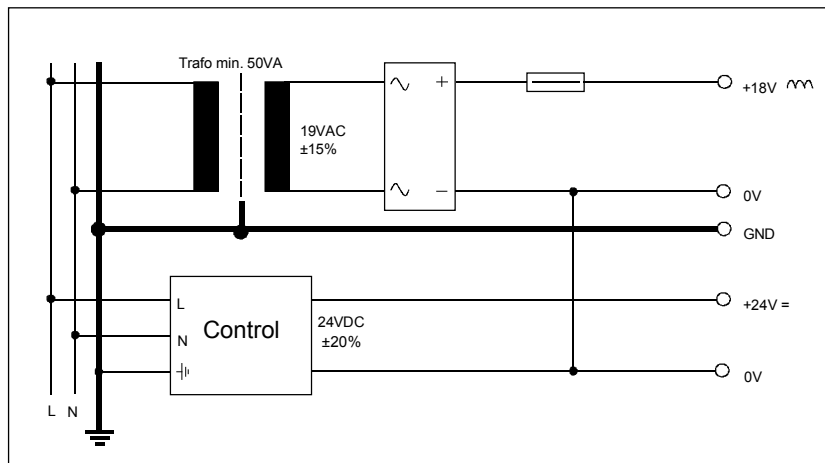 Trafo min. 50VA
+
+18V
19VAC
±15%
−
0V
GND
L
+24V =
Control
24VDC
±20%
N
0V
L N